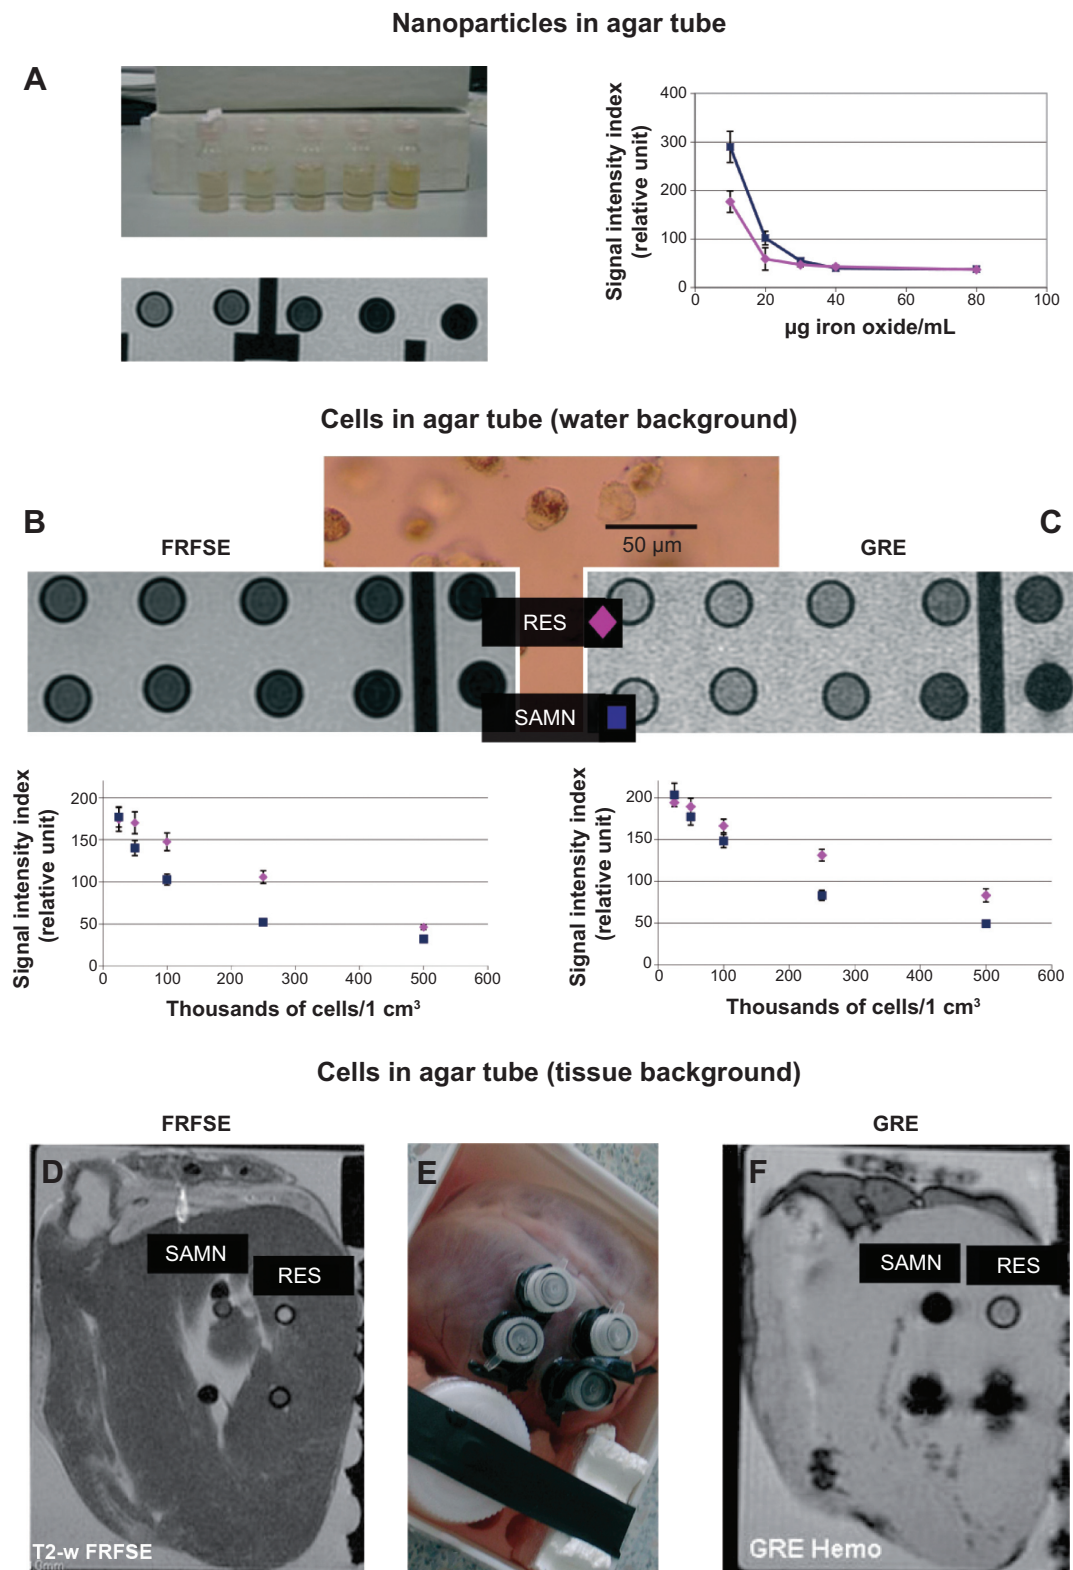 Nanoparticles in agar tube
A
Signal intensity index
(relative unit)
400
300
200
100
0
0 20 40 60 80 100
µg iron oxide/mL
Cells in agar tube (water background)
B
FRFSE
50 µm
C
GRE
RES
SAMN
Signal intensity index
(relative unit)
200
150
100
50
0
0 100 200 300 400 500 600
Thousands of cells/1 cm³
Signal intensity index
(relative unit)
200
150
100
50
0
0 100 200 300 400 500 600
Thousands of cells/1 cm³
Cells in agar tube (tissue background)
FRFSE
GRE
D
SAMN
RES
T2-w FRFSE
E
F
SAMN
RES
GRE Hemo